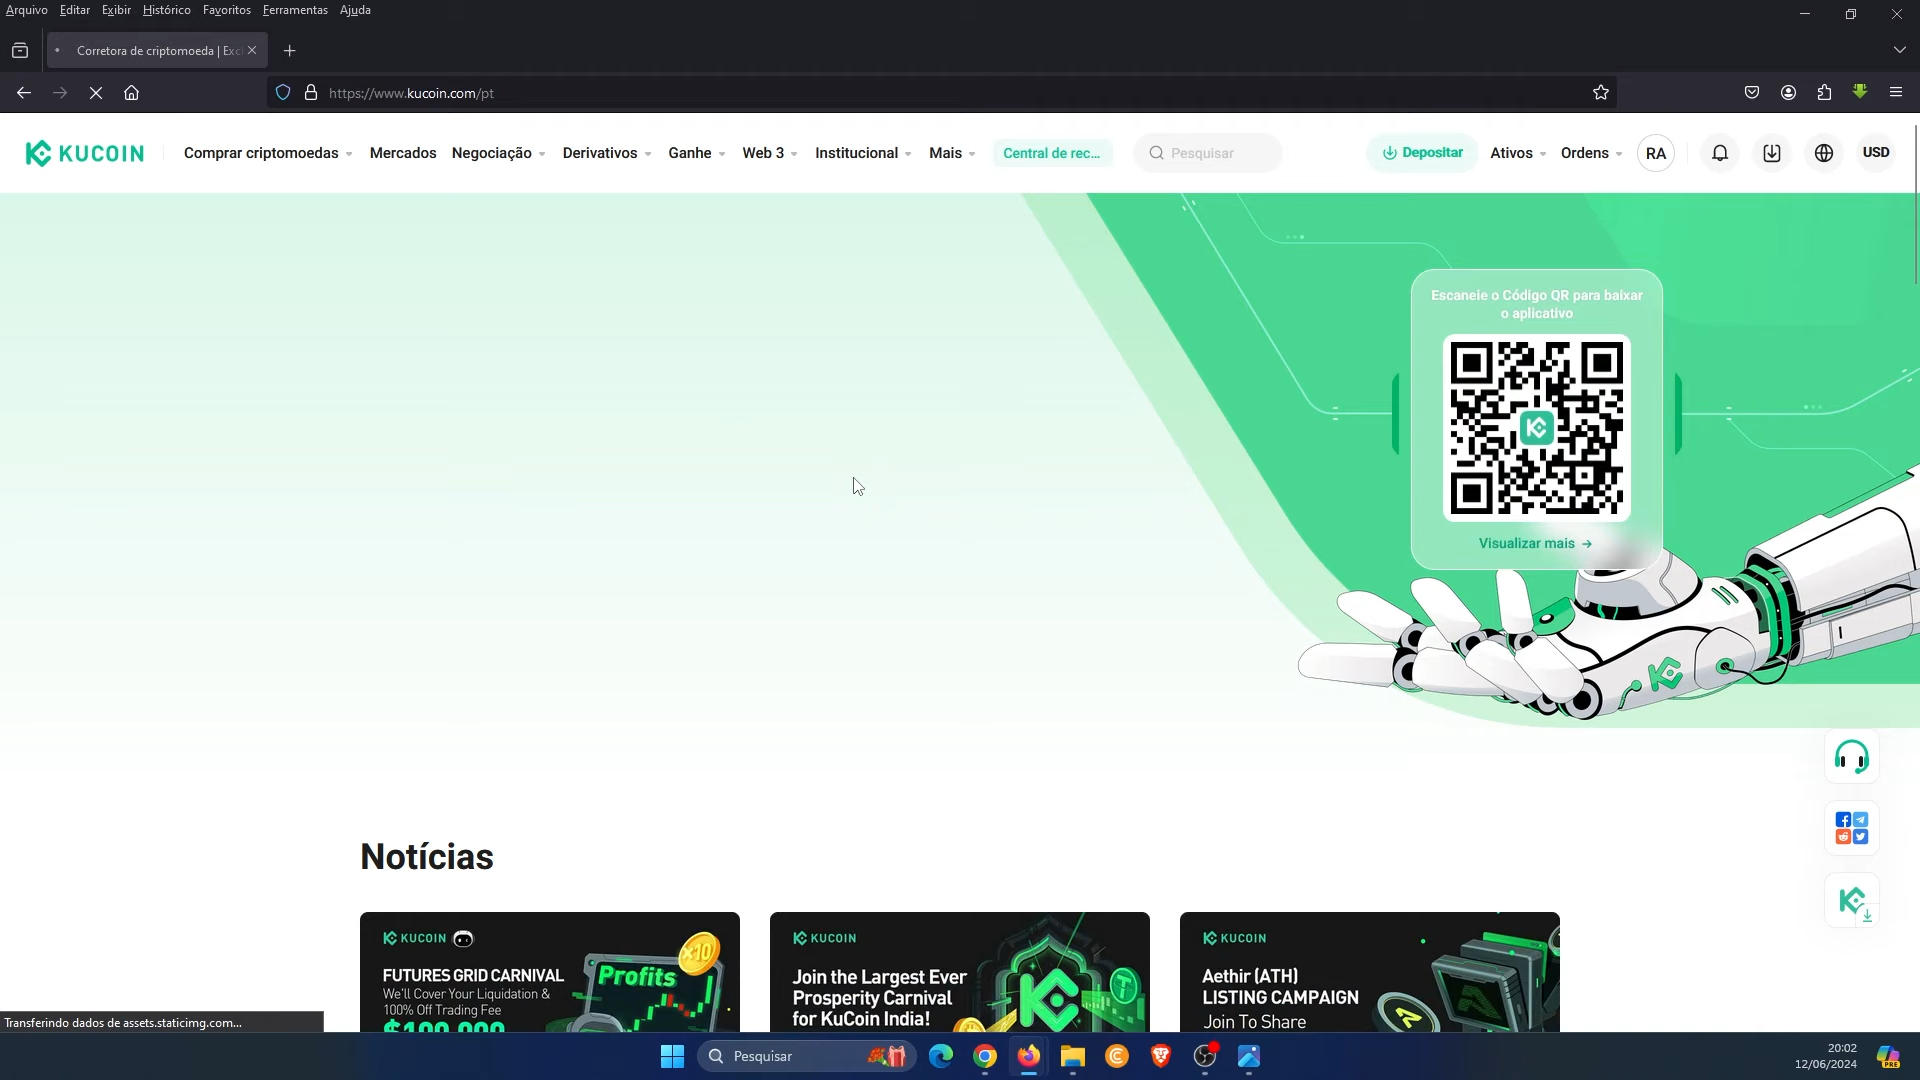 Arquivo Editar Exibir Histórico Favoritos Ferramentas Ajuda
Corretora de criptomoeda | Exc
https://www.kucoin.com/pt
KUCOIN Comprar criptomoedas Mercados Negociação Derivativos Ganhe Web 3 Institucional Mais Central de rec... Pesquisar Depositar Ativos Ordens RA USD
Escaneie o Código QR para baixar
o aplicativo
Visualizar mais →
Notícias
KUCOIN
FUTURES GRID CARNIVAL
We'll Cover Your Liquidation &
100% Off Trading Fee
$100,000
Profits
X10
KUCOIN
Join the Largest Ever
Prosperity Carnival
for KuCoin India!
KUCOIN
Aethir (ATH)
LISTING CAMPAIGN
Join To Share
Transferindo dados de assets.staticimg.com...
Pesquisar
20:02
12/06/2024
PRE